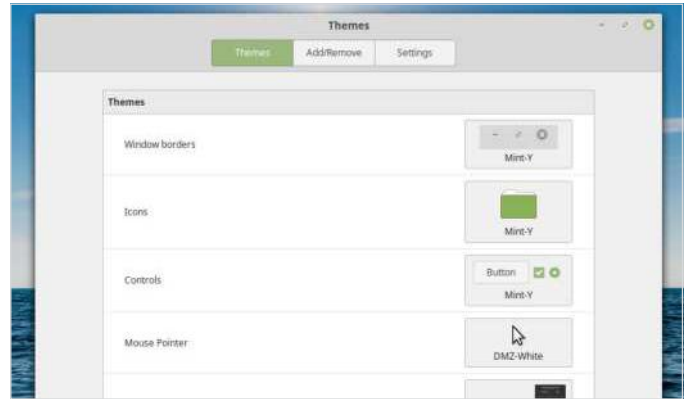 Themes
Themes Add/Remove Settings
Themes
Window borders
Mint-Y
Icons
Mint-Y
Controls
Button
Mint-Y
Mouse Pointer
DMZ-White